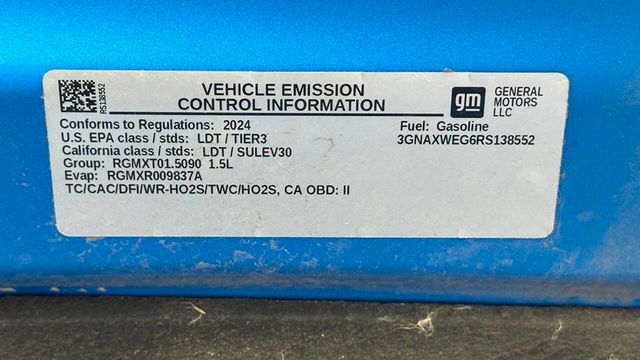 RS138552
VEHICLE EMISSION
CONTROL INFORMATION
gm
GENERAL
MOTORS
LLC
Conforms to Regulations: 2024
Fuel: Gasoline
U.S. EPA class / stds: LDT / TIER3
3GNAXWEG6RS138552
California class / stds: LDT / SULEV30
Group: RGMXT01.5090 1.5L
Evap: RGMXR009837A
TC/CAC/DFI/WR-HO2S/TWC/HO2S, CA OBD: II